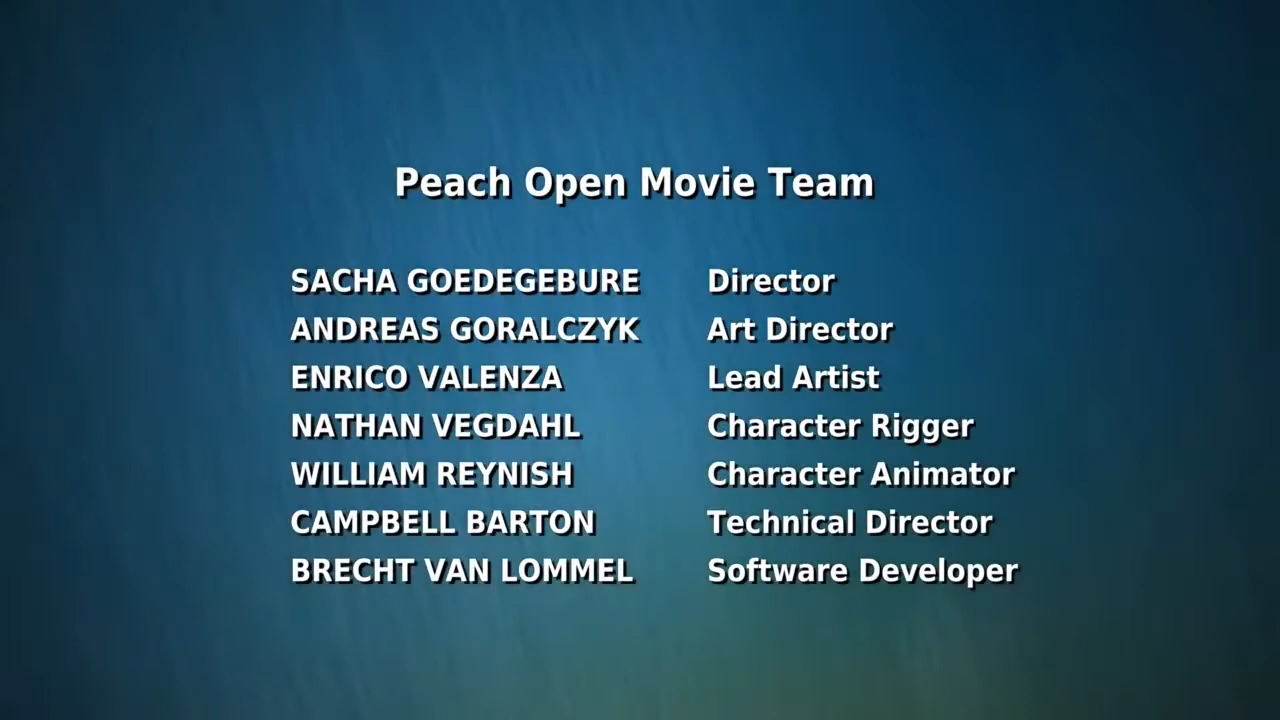 Peach Open Movie Team
SACHA GOEDEGEBURE Director
ANDREAS GORALCZYK Art Director
ENRICO VALENZA Lead Artist
NATHAN VEGDAHL Character Rigger
WILLIAM REYNISH Character Animator
CAMPBELL BARTON Technical Director
BRECHT VAN LOMMEL Software Developer